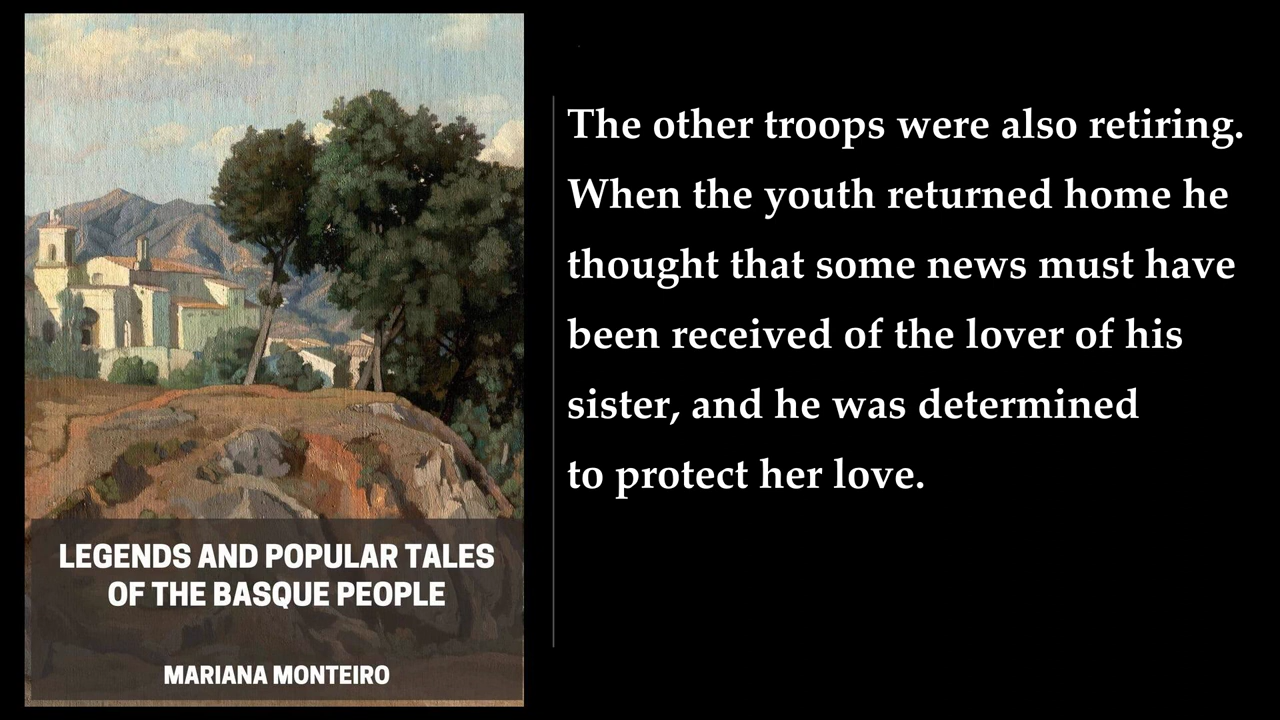 The other troops were also retiring.
When the youth returned home he
thought that some news must have
been received of the lover of his
sister, and he was determined
to protect her love.
LEGENDS AND POPULAR TALES
OF THE BASQUE PEOPLE
MARIANA MONTEIRO